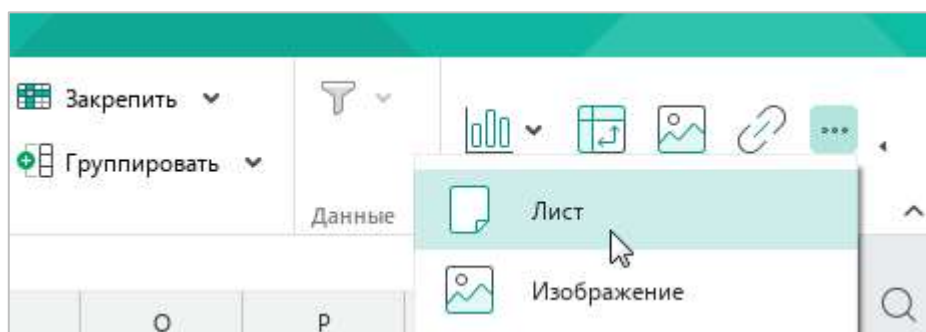 Закрепить
Группировать
Данные
Лист
Изображение
O
P